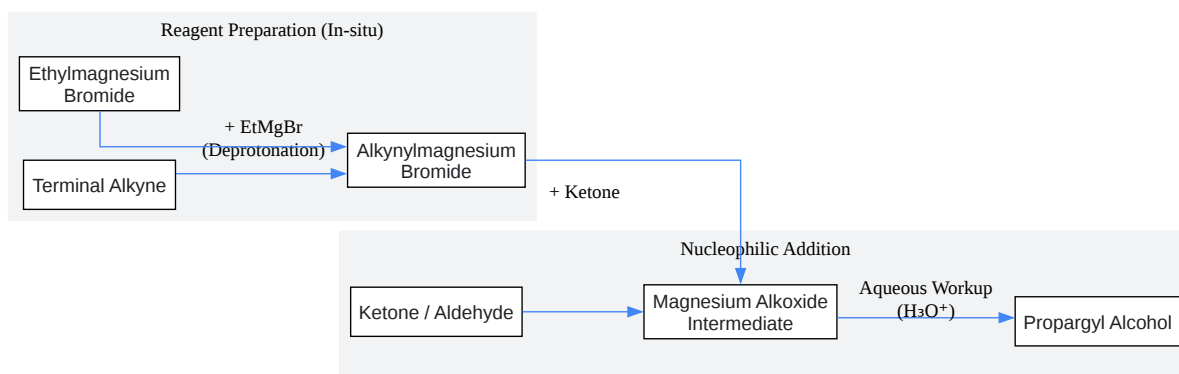 Reagent Preparation (In-situ)
Ethylmagnesium
Bromide
+ EtMgBr
(Deprotonation)
Terminal Alkyne
Alkynylmagnesium
Bromide
+ Ketone
Nucleophilic Addition
Ketone / Aldehyde
Magnesium Alkoxide
Intermediate
Aqueous Workup
(H₃O⁺)
Propargyl Alcohol